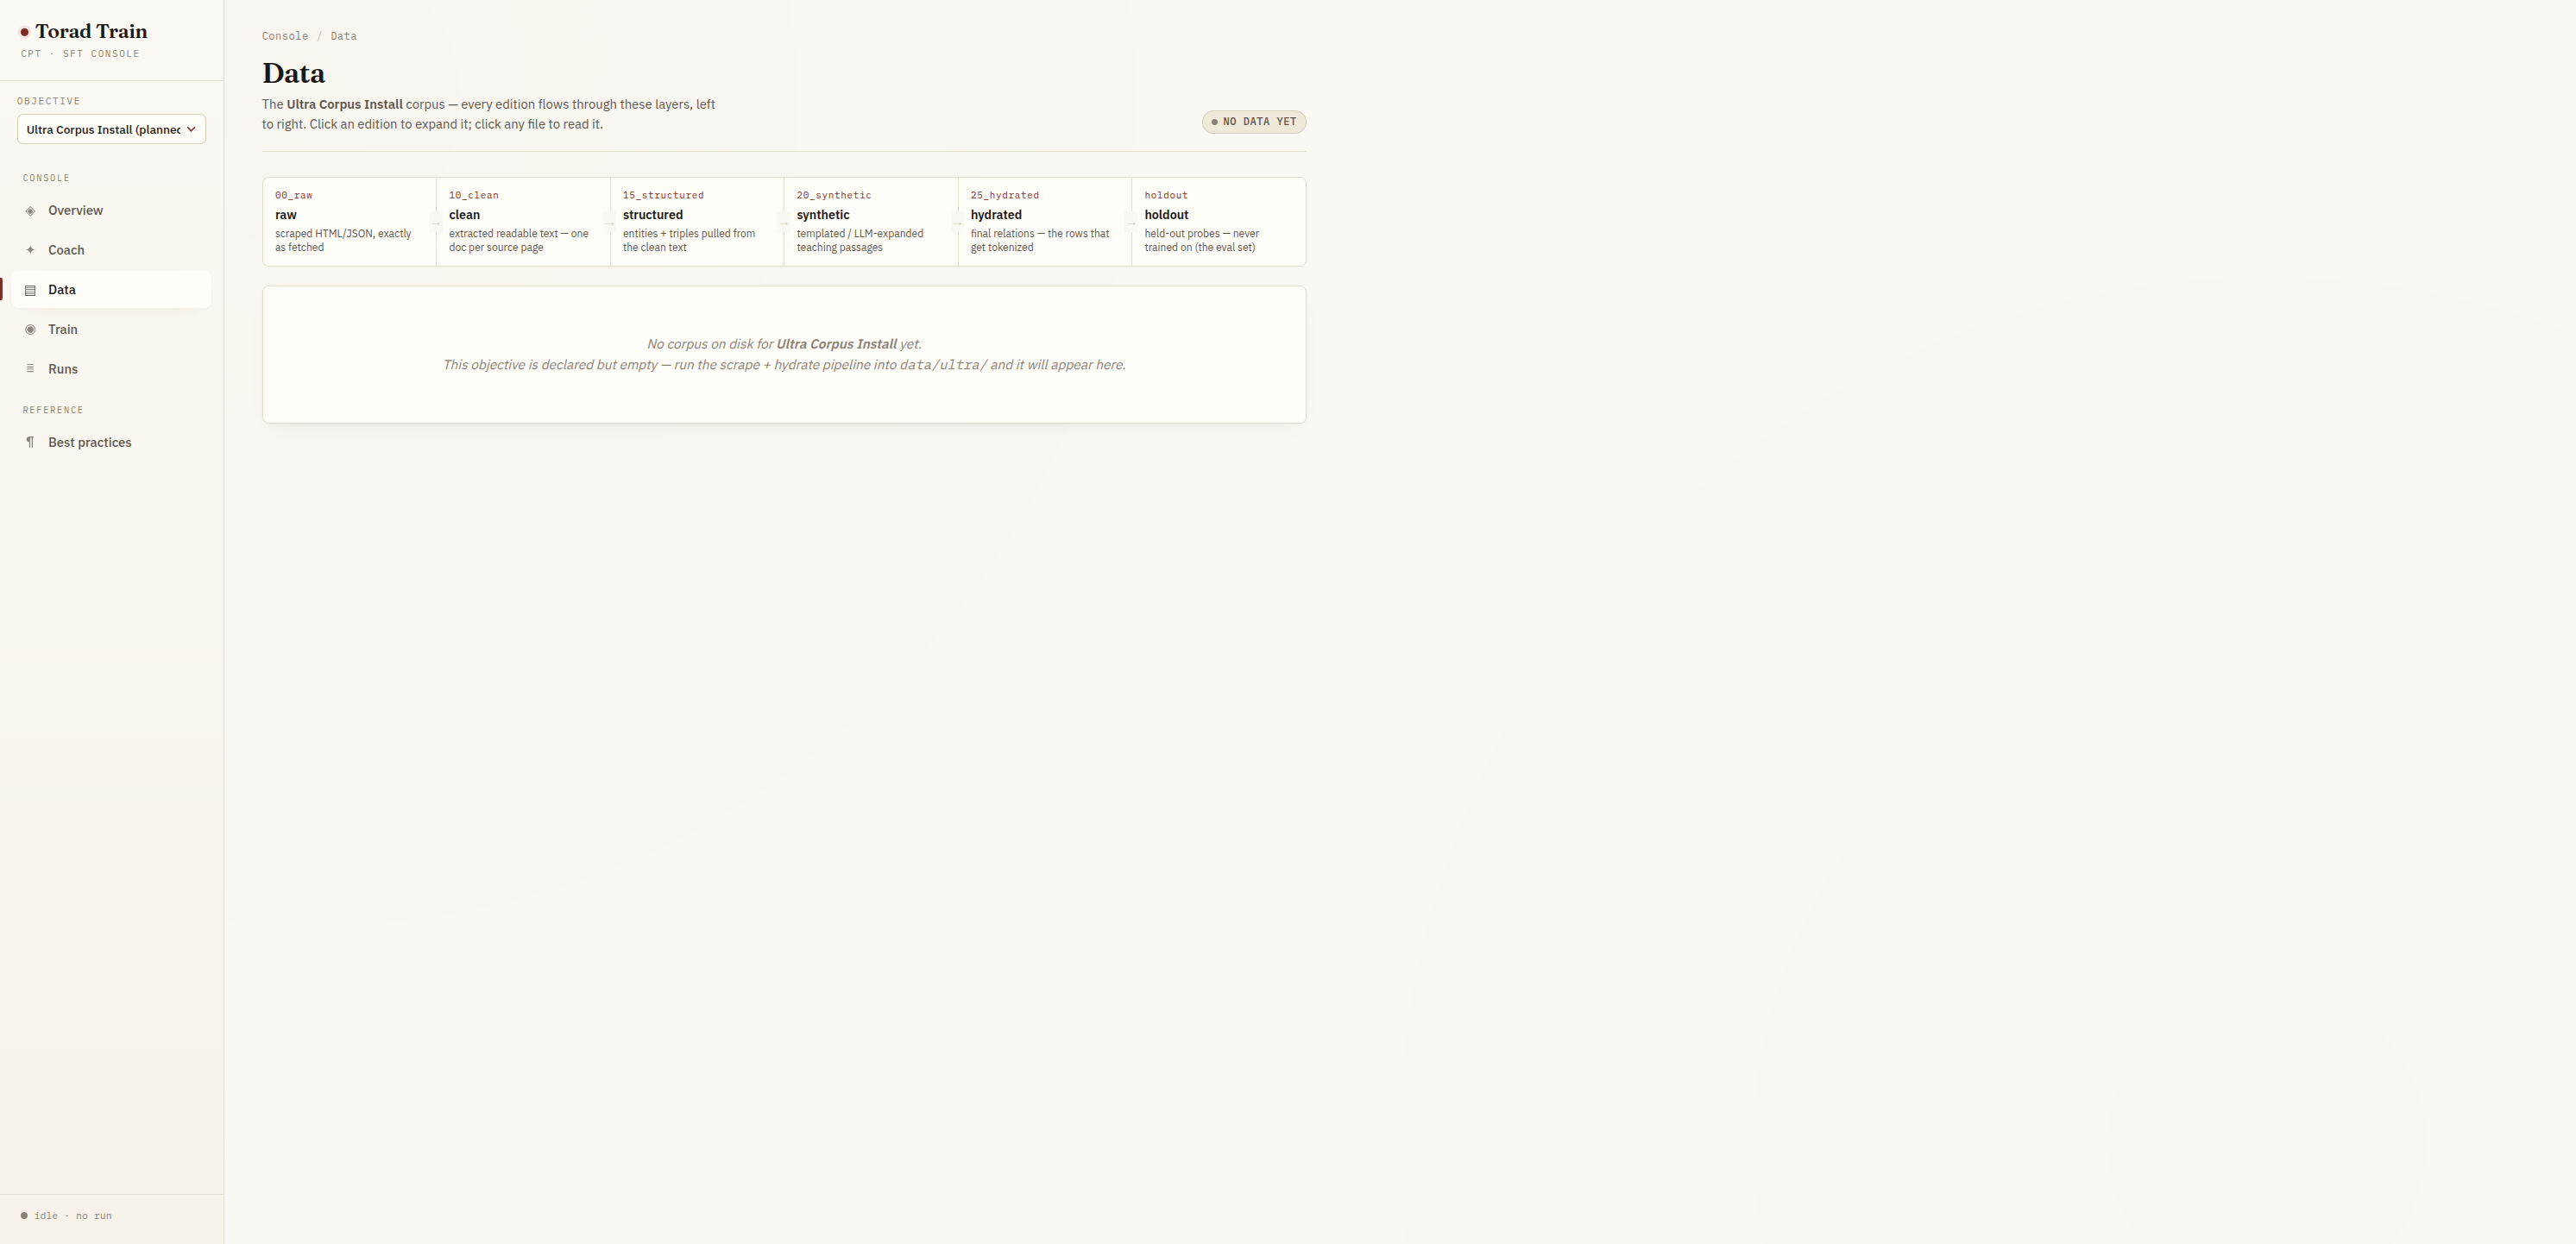 Torad Train
CPT · SFT CONSOLE
OBJECTIVE
Ultra Corpus Install (planned
CONSOLE
◈ Overview
✦ Coach
▤ Data
◉ Train
≣ Runs
REFERENCE
¶ Best practices
idle · no run
Console / Data
Data
The Ultra Corpus Install corpus — every edition flows through these layers, left
to right. Click an edition to expand it; click any file to read it.
NO DATA YET
00_raw
raw
scraped HTML/JSON, exactly
as fetched
→
10_clean
clean
extracted readable text — one
doc per source page
→
15_structured
structured
entities + triples pulled from
the clean text
→
20_synthetic
synthetic
templated / LLM-expanded
teaching passages
→
25_hydrated
hydrated
final relations — the rows that
get tokenized
→
holdout
holdout
held-out probes — never
trained on (the eval set)
No corpus on disk for Ultra Corpus Install yet.
This objective is declared but empty — run the scrape + hydrate pipeline into data/ultra/ and it will appear here.